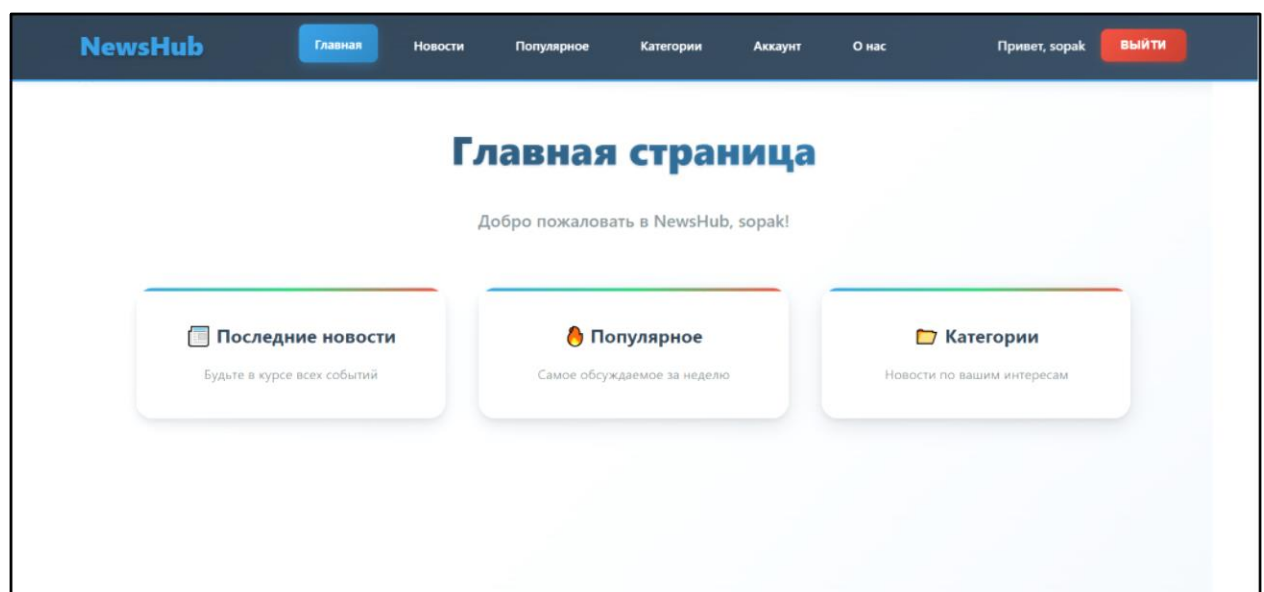 NewsHub Главная Новости Популярное Категории Аккаунт О нас Привет, sopak ВЫЙТИ
Главная страница
Добро пожаловать в NewsHub, sopak!
Последние новости
Будьте в курсе всех событий
Популярное
Самое обсуждаемое за неделю
Категории
Новости по вашим интересам